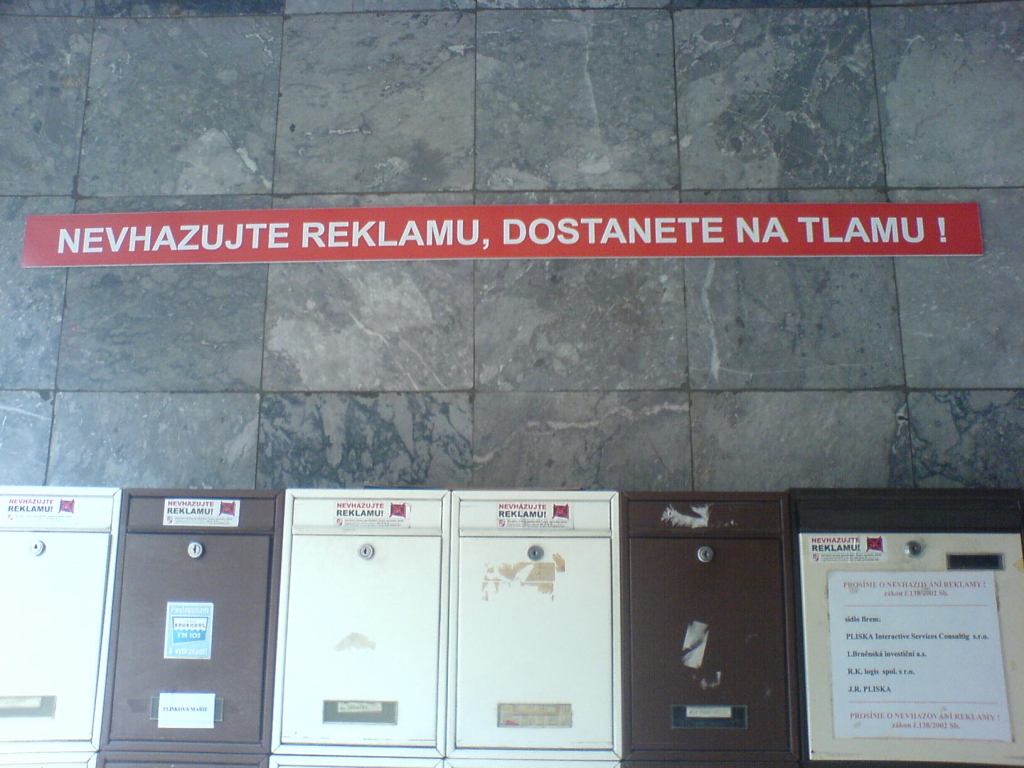 NEVHAZUJTE REKLAMU, DOSTANETE NA TLAMU !
NEVHAZUJTE
REKLAMU!
NEVHAZUJTE
REKLAMU!
NEVHAZUJTE
REKLAMU!
NEVHAZUJTE
REKLAMU!
NEVHAZUJTE
REKLAMU!
PROSÍME O NEVHAZOVÁNÍ REKLAMY !
zákon č.138/2002 Sb.
sídlo firem:
PLISKA Interactive Services Consultig s.r.o.
1.Brněnská investiční a.s.
R.K. logis spol. s r.o.
J.R. PLISKA
PROSÍME O NEVHAZOVÁNÍ REKLAMY !
zákon č.138/2002 Sb.